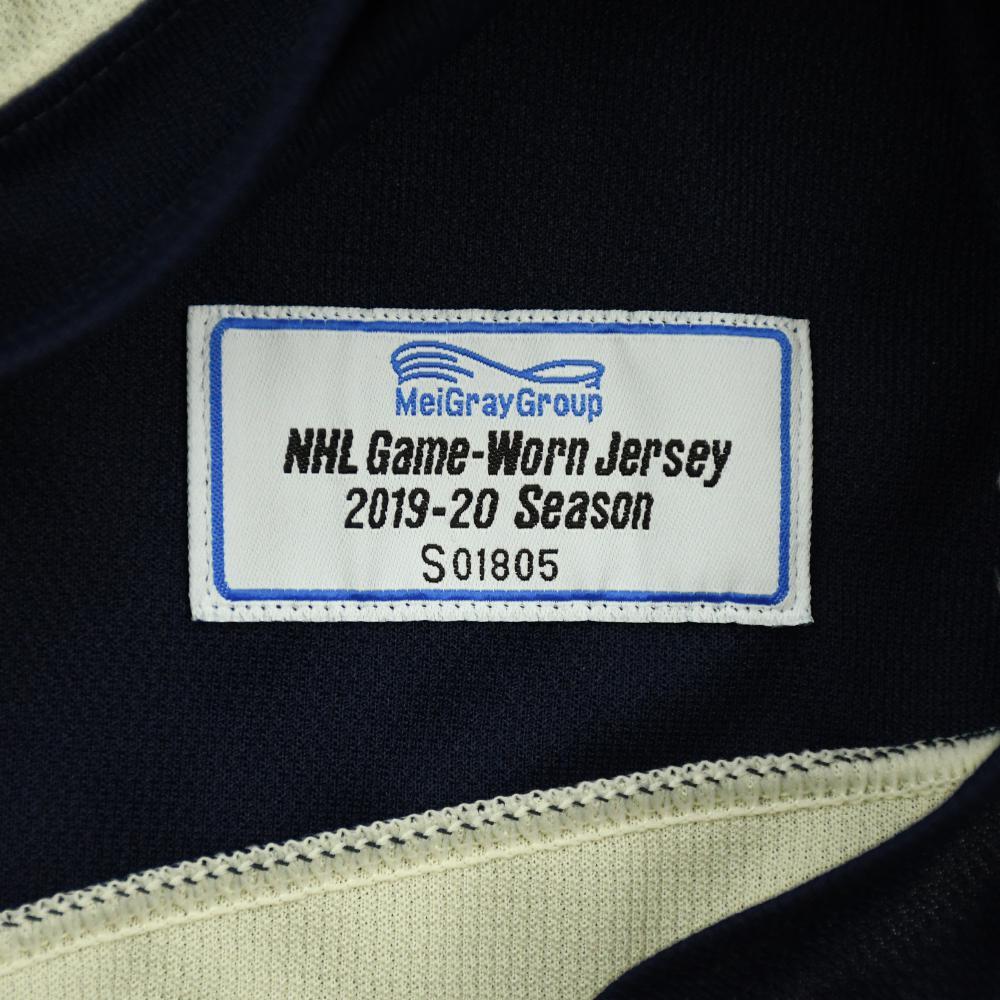 MeiGrayGroup
NHL Game-Worn Jersey
2019-20 Season
S01805